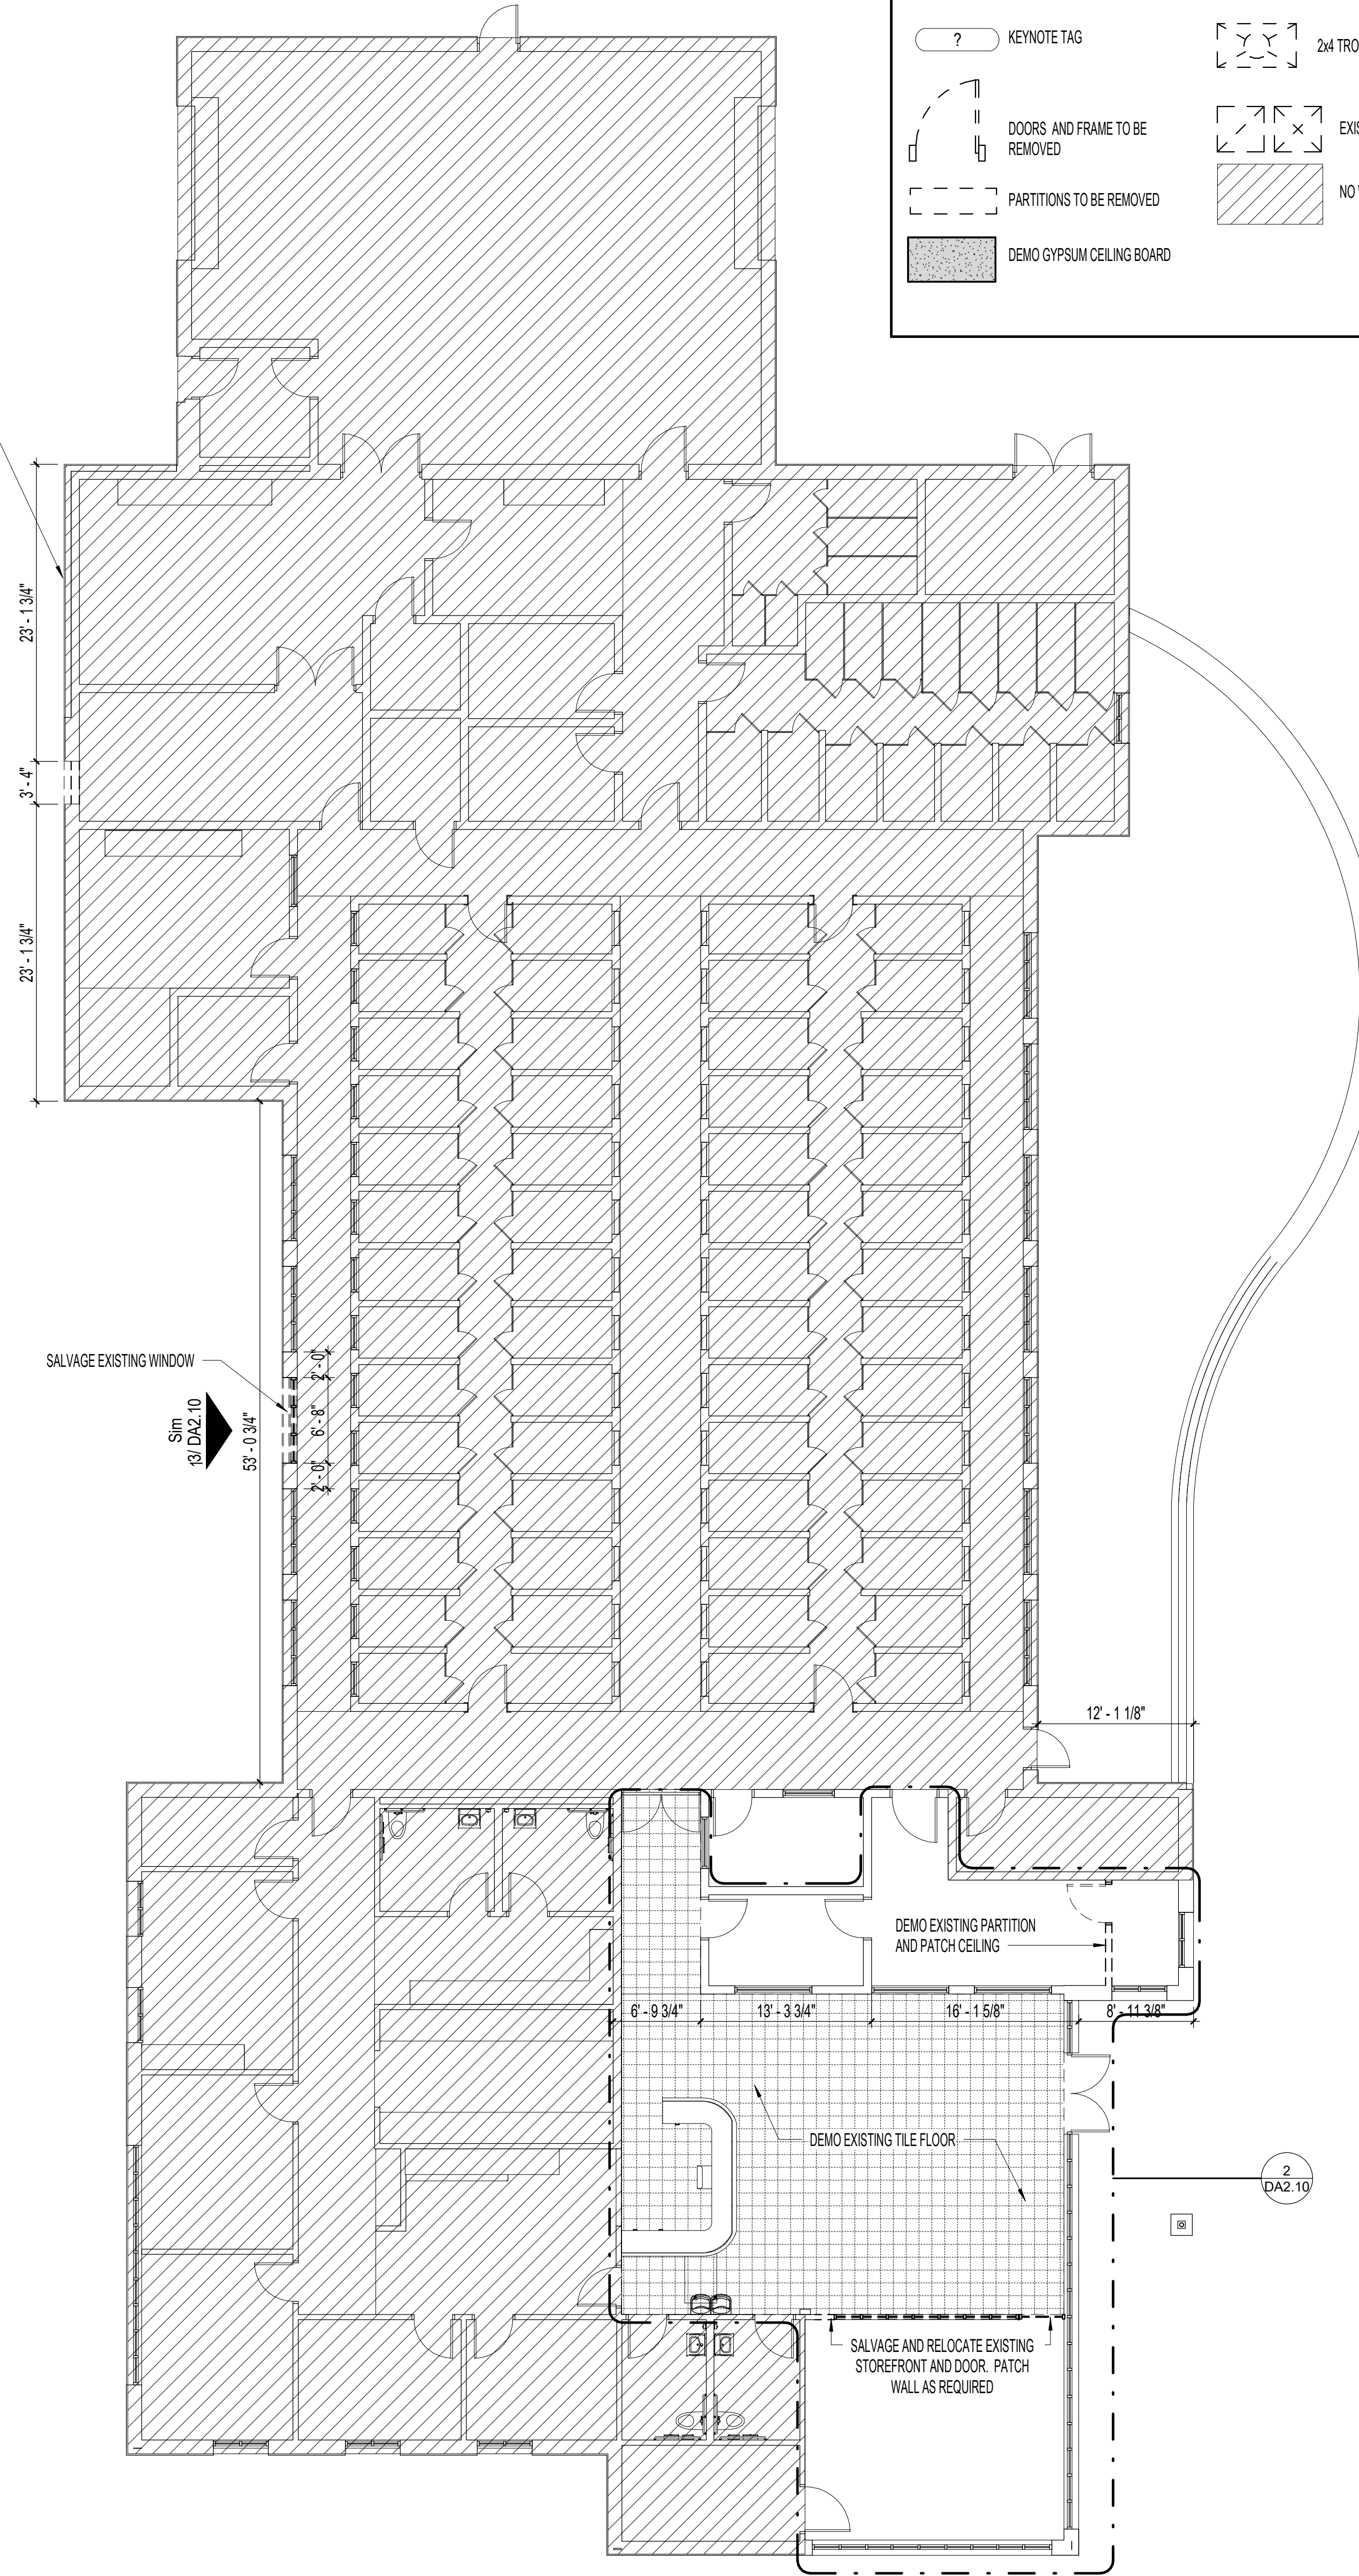 ?
KEYNOTE TAG
2x4 TRO
DOORS AND FRAME TO BE
REMOVED
EXIS
PARTITIONS TO BE REMOVED
NO
DEMO GYPSUM CEILING BOARD
23' - 1 3/4"
3' - 4"
23' - 1 3/4"
SALVAGE EXISTING WINDOW
Sim
13/ DA2.10
53' - 0 3/4"
2' - 0"
6' - 8"
2' - 0"
12' - 1 1/8"
DEMO EXISTING PARTITION
AND PATCH CEILING
6' - 9 3/4"
13' - 3 3/4"
16' - 1 5/8"
8' - 11 3/8"
DEMO EXISTING TILE FLOOR
2
DA2.10
SALVAGE AND RELOCATE EXISTING
STOREFRONT AND DOOR. PATCH
WALL AS REQUIRED